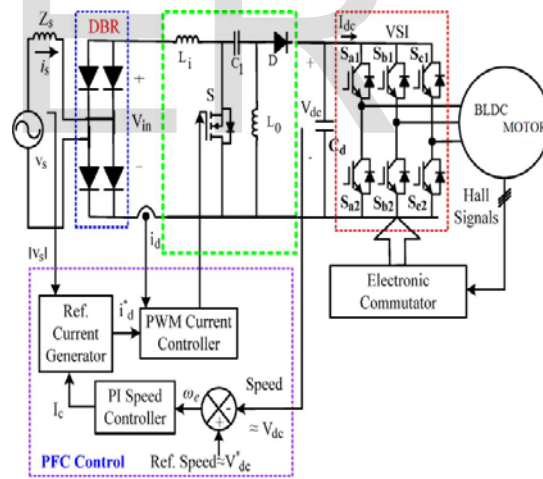 Zs
DBR
Idc
VSI
is
Li
C1
D
Sa1
Sb1
Sc1
+
+
S
Vin
L0
Vdc
BLDC
MOTOR
vs
Cd
-
Sa2
Sb2
Sc2
Hall
Signals
|vs|
id
Ref.
Current
Generator
i*d
PWM Current
Controller
Electronic
Commutator
Ic
PI Speed
Controller
ωe
Speed
-
+
≈ Vdc
PFC Control
Ref. Speed≈V*dc